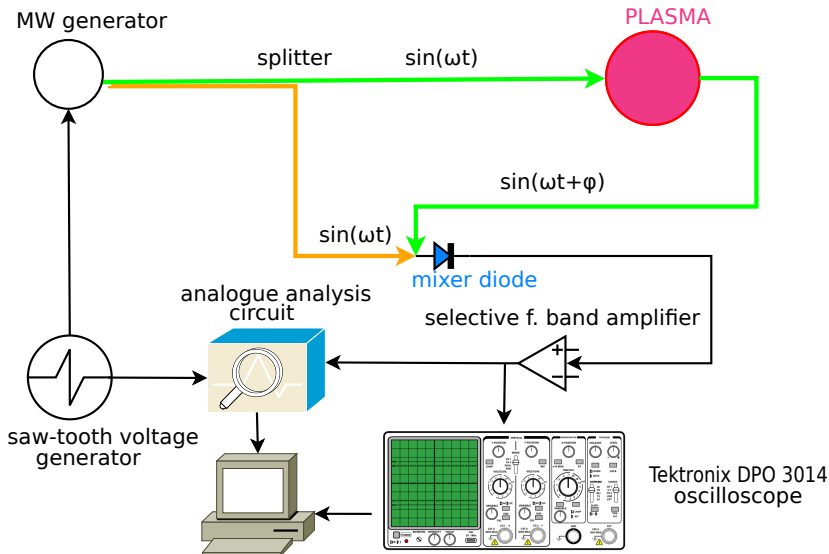 MW generator
PLASMA
splitter
sin(ωt)
sin(ωt+φ)
sin(ωt)
mixer diode
analogue analysis
circuit
selective f. band amplifier
saw-tooth voltage
generator
Tektronix DPO 3014
oscilloscope